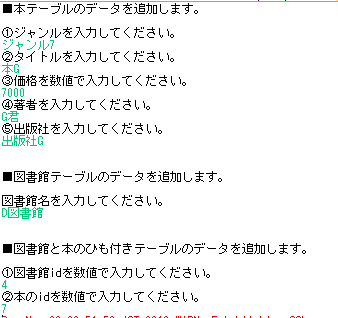 ■本テーブルのデータを追加します。
①ジャンルを入力してください。
ジャンル7
②タイトルを入力してください。
本G
③価格を数値で入力してください。
7000
④著者を入力してください。
G君
⑤出版社を入力してください。
出版社G
■図書館テーブルのデータを追加します。
図書館名を入力してください。
D図書館
■図書館と本のひも付きテーブルのデータを追加します。
①図書館idを数値で入力してください。
4
②本のidを数値で入力してください。
7